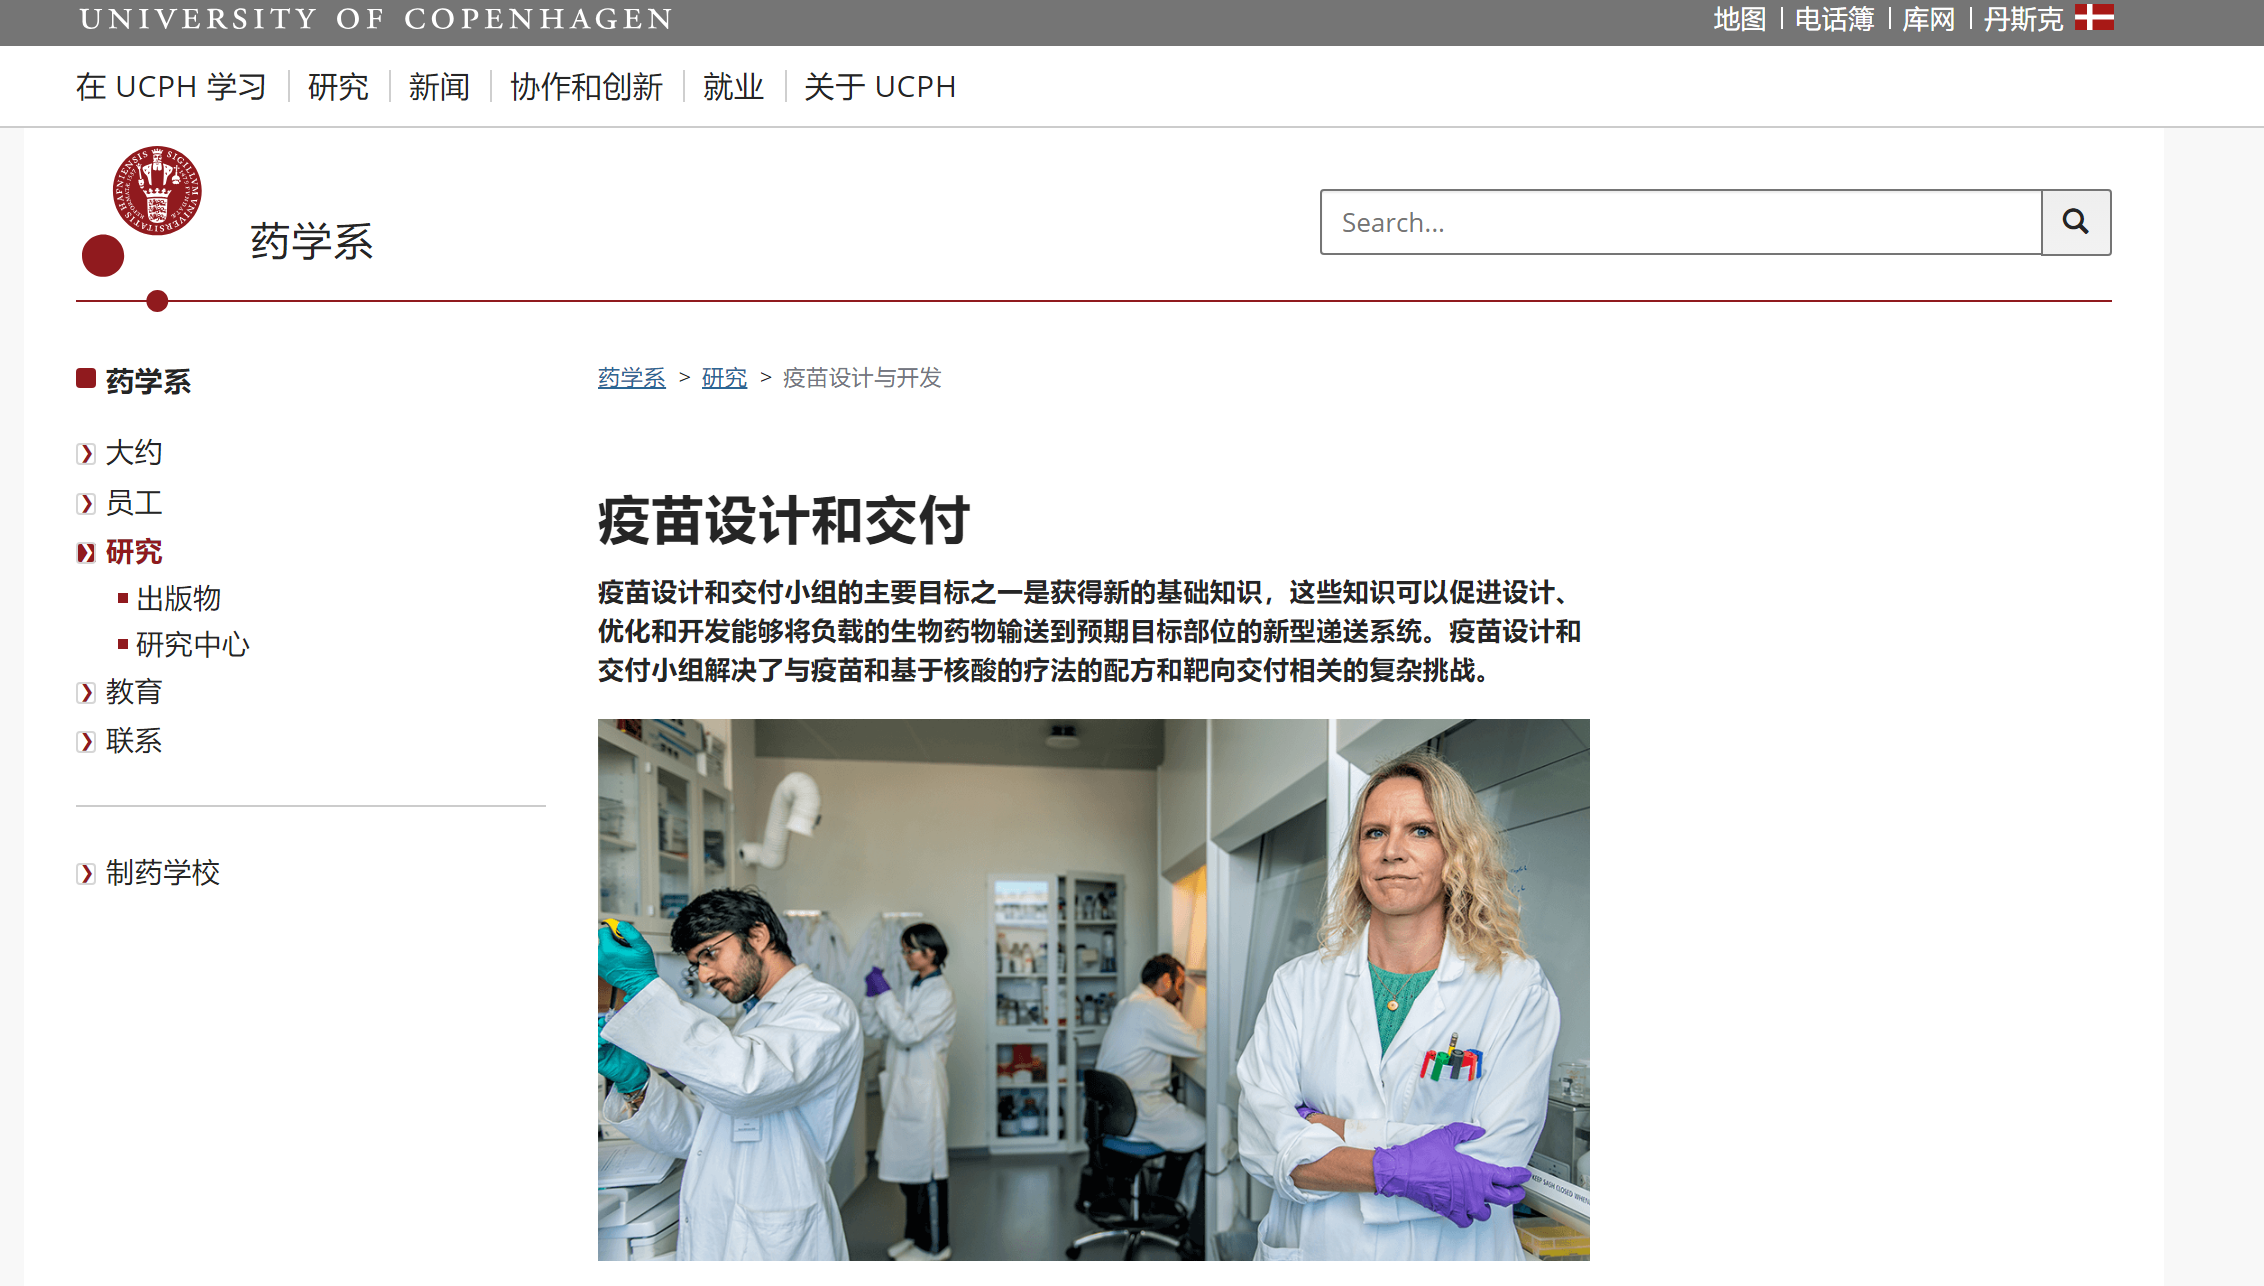 UNIVERSITY OF COPENHAGEN
地图 | 电话簿 | 库网 | 丹斯克
在 UCPH 学习 | 研究 | 新闻 | 协作和创新 | 就业 | 关于 UCPH
药学系
Search...
药学系
大约
员工
研究
出版物
研究中心
教育
联系
制药学校
药学系 > 研究 > 疫苗设计与开发
疫苗设计和交付
疫苗设计和交付小组的主要目标之一是获得新的基础知识，这些知识可以促进设计、
优化和开发能够将负载的生物药物输送到预期目标部位的新型递送系统。疫苗设计和
交付小组解决了与疫苗和基于核酸的疗法的配方和靶向交付相关的复杂挑战。
KEEP SASH CLOSED WHEN